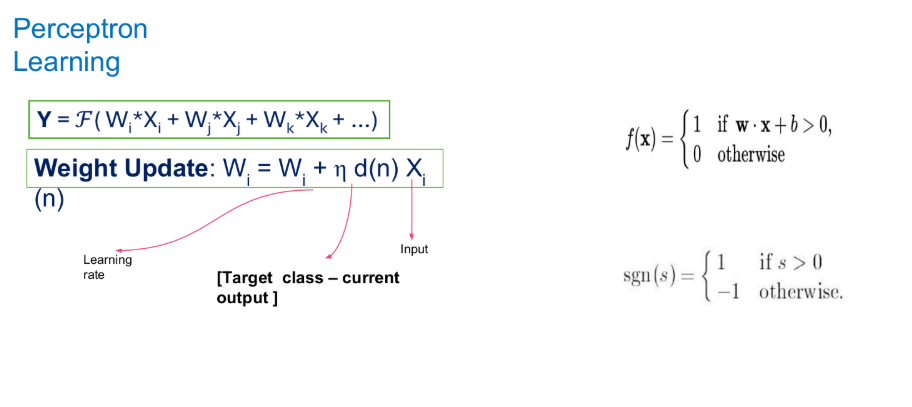 Perceptron
Learning
Y = ℱ( Wi*Xi + Wj*Xj + Wk*Xk + ...)
Weight Update: Wi = Wi + η d(n) Xi
(n)
Learning
rate
[Target class – current
output ]
Input
f(x) = { 1 if w · x + b > 0,
0 otherwise
sgn(s) = { 1 if s > 0
−1 otherwise.